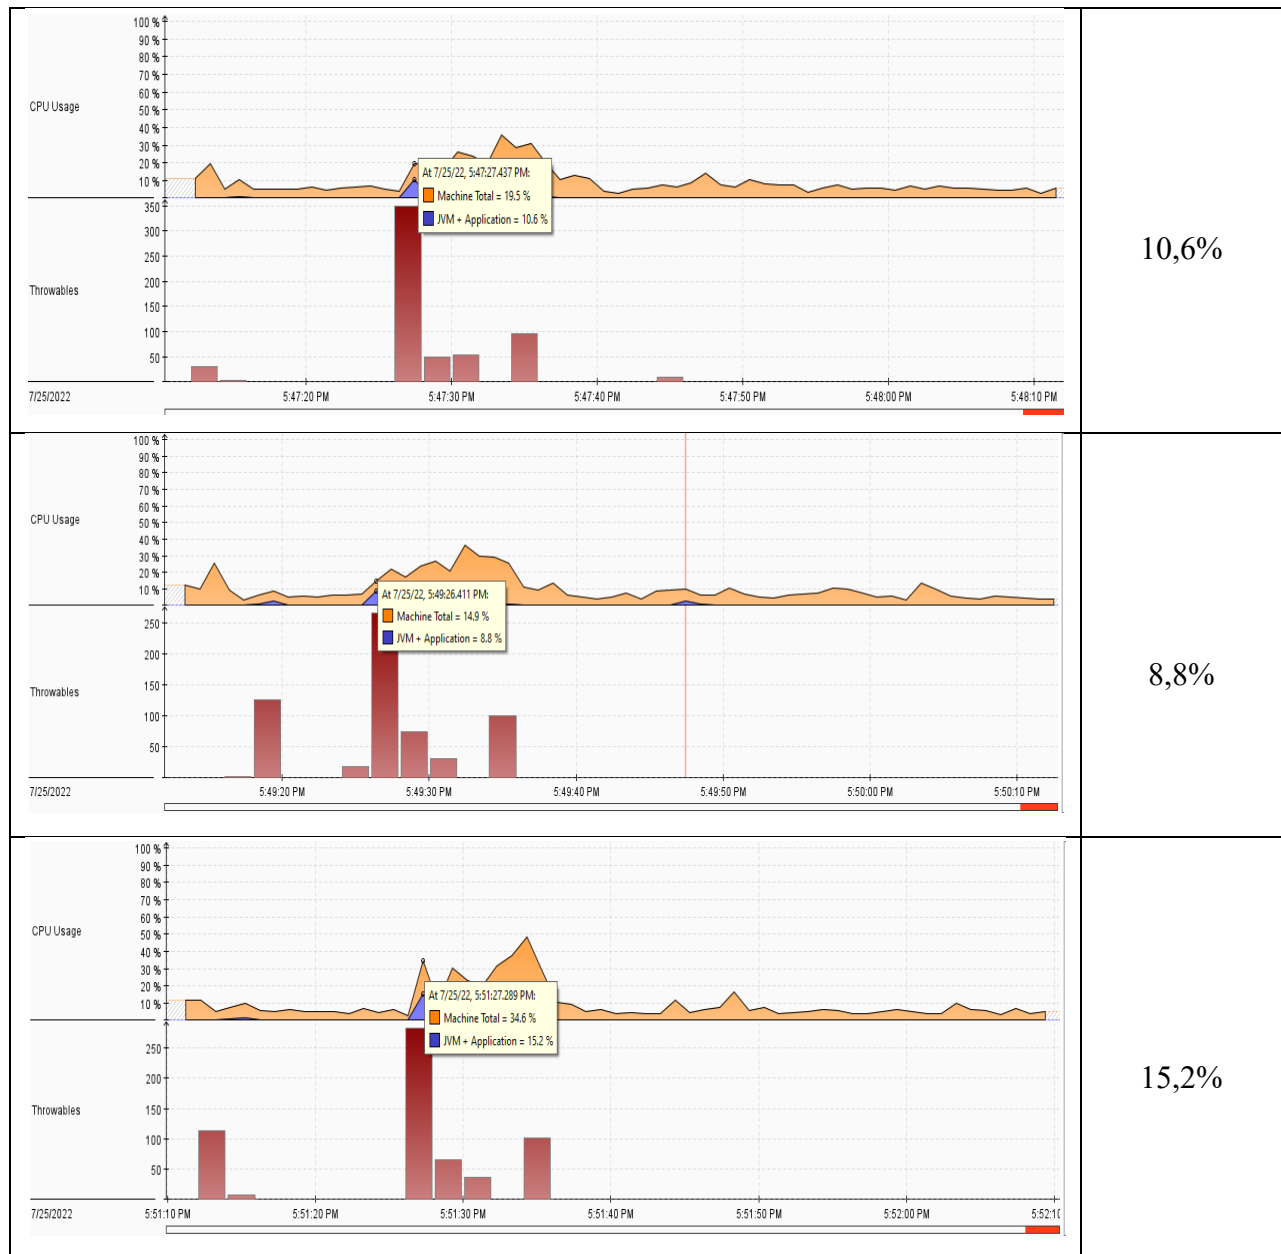 100 %
90 %
80 %
70 %
60 %
50 %
40 %
30 %
20 %
10 %
CPU Usage
At 7/25/22, 5:47:27.437 PM:
Machine Total = 19.5 %
JVM + Application = 10.6 %
350
300
250
200
150
100
50
Throwables
7/25/2022
5:47:20 PM 5:47:30 PM 5:47:40 PM 5:47:50 PM 5:48:00 PM 5:48:10 PM
10,6%
100 %
90 %
80 %
70 %
60 %
50 %
40 %
30 %
20 %
10 %
CPU Usage
At 7/25/22, 5:49:26.411 PM:
Machine Total = 14.9 %
JVM + Application = 8.8 %
250
200
150
100
50
Throwables
7/25/2022
5:49:20 PM 5:49:30 PM 5:49:40 PM 5:49:50 PM 5:50:00 PM 5:50:10 PM
8,8%
100 %
90 %
80 %
70 %
60 %
50 %
40 %
30 %
20 %
10 %
CPU Usage
At 7/25/22, 5:51:27.289 PM:
Machine Total = 34.6 %
JVM + Application = 15.2 %
250
200
150
100
50
Throwables
7/25/2022
5:51:10 PM 5:51:20 PM 5:51:30 PM 5:51:40 PM 5:51:50 PM 5:52:00 PM 5:52:10
15,2%